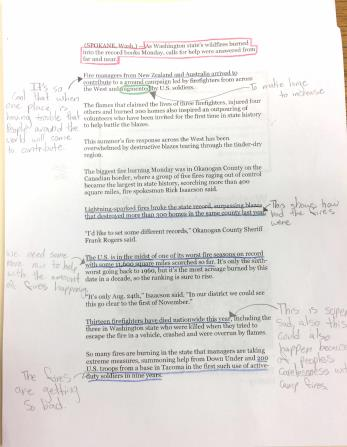 (SPOKANE, Wash.) — As Washington state's wildfires burned
into the record books Monday, calls for help were answered from
far and near.
Fire managers from New Zealand and Australia arrived to
contribute to a ground campaign led by firefighters from across
the West and augmented by U.S. soldiers.
It's so
cool that when
one place is
having trouble that
people around the
world will come
to contribute.
To make large
to increase
The flames that claimed the lives of three firefighters, injured four
others and burned 200 homes also inspired an outpouring of
volunteers who have been invited for the first time in state history
to help battle the blazes.
This summer's fire response across the West has been
overwhelmed by destructive blazes tearing through the tinder-dry
region.
The biggest fire burning Monday was in Okanogan County on the
Canadian border, where a group of five fires raging out of control
became the largest in state history, scorching more than 400
square miles, fire spokesman Rick Isaacson said.
Lightning-sparked fires broke the state record, surpassing blazes
that destroyed more than 300 homes in the same county last year.
This shows how
bad the fires
were.
"I'd like to set some different records," Okanogan County Sheriff
Frank Rogers said.
The U.S. is in the midst of one of its worst fire seasons on record
with some 11,600 square miles scorched so far. It's only the sixth-
worst going back to 1960, but it's the most acreage burned by this
date in a decade, so the ranking is sure to rise.
We need some
more to help
with the amount
of fires happening.
"It's only Aug. 24th," Isaacson said. "In our district we could see
this go clear to the first of November."
Thirteen firefighters have died nationwide this year, including the
three in Washington state who were killed when they tried to
escape the fire in a vehicle, crashed and were overrun by flames.
This is super
sad, also this
could also
happen because
of peoples
Carelessness with
camp fires.
So many fires are burning in the state that managers are taking
extreme measures, summoning help from Down Under and 200
U.S. troops from a base in Tacoma in the first such use of active-
duty soldiers in nine years.
The fires
are getting
so bad.